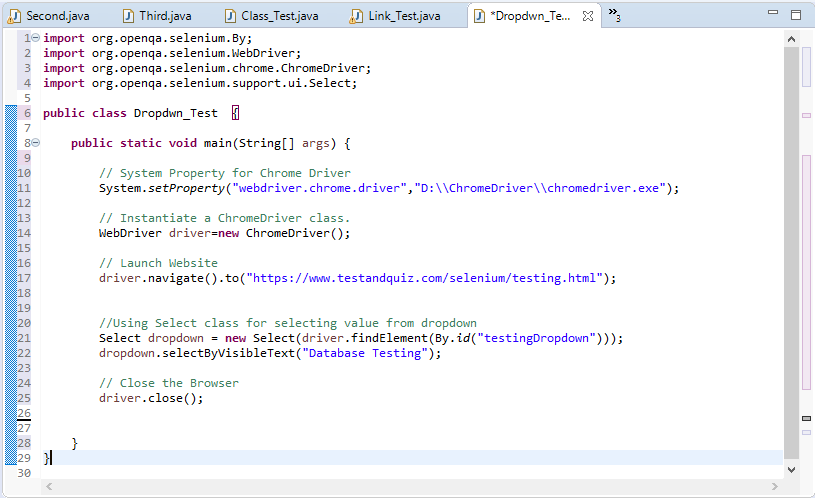 Second.java Third.java Class_Test.java Link_Test.java *Dropdwn_Te... »3
1 import org.openqa.selenium.By;
2 import org.openqa.selenium.WebDriver;
3 import org.openqa.selenium.chrome.ChromeDriver;
4 import org.openqa.selenium.support.ui.Select;
5
6 public class Dropdwn_Test {
7
8 public static void main(String[] args) {
9
10 // System Property for Chrome Driver
11 System.setProperty("webdriver.chrome.driver","D:\\ChromeDriver\\chromedriver.exe");
12
13 // Instantiate a ChromeDriver class.
14 WebDriver driver=new ChromeDriver();
15
16 // Launch Website
17 driver.navigate().to("https://www.testandquiz.com/selenium/testing.html");
18
19
20 //Using Select class for selecting value from dropdown
21 Select dropdown = new Select(driver.findElement(By.id("testingDropdown")));
22 dropdown.selectByVisibleText("Database Testing");
23
24 // Close the Browser
25 driver.close();
26
27
28 }
29 }
30